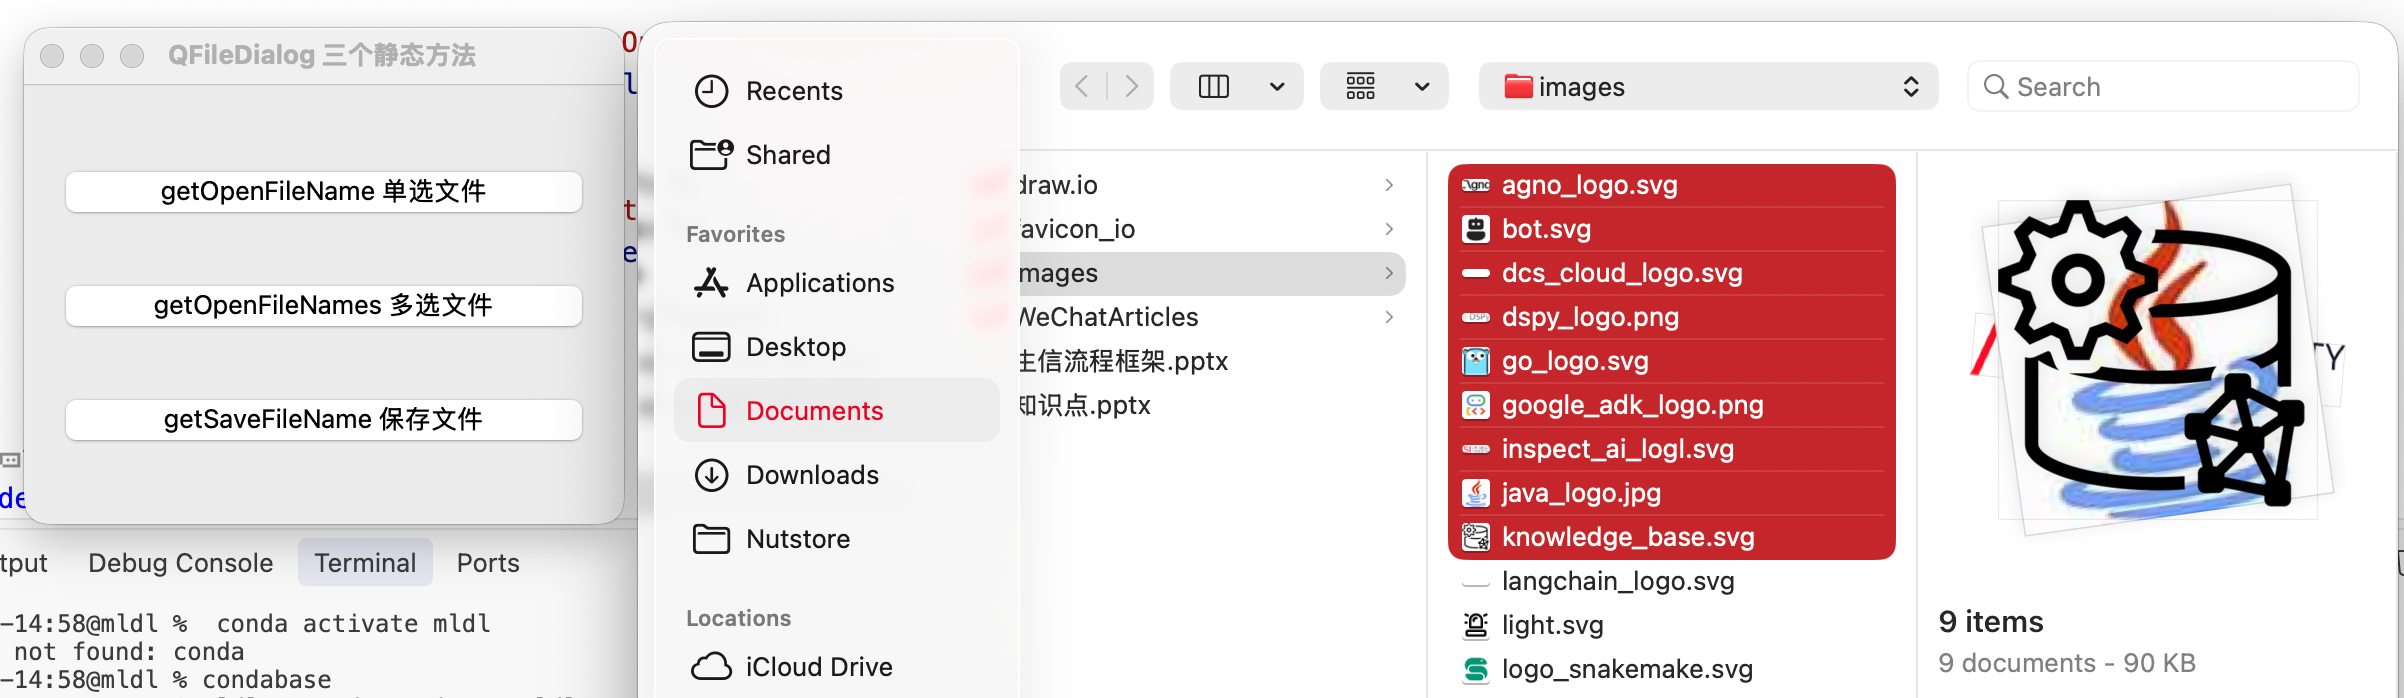 QFileDialog 三个静态方法
getOpenFileName 单选文件
getOpenFileNames 多选文件
getSaveFileName 保存文件
Debug Console
Terminal
Ports
-14:58@mldl %  conda activate mldl
not found: conda
-14:58@mldl % condabase
Recents
Shared
Favorites
Applications
Desktop
Documents
Downloads
Nutstore
Locations
iCloud Drive
images
Search
draw.io
favicon_io
images
WeChatArticles
生信流程框架.pptx
知识点.pptx
agno_logo.svg
bot.svg
dcs_cloud_logo.svg
dspy_logo.png
go_logo.svg
google_adk_logo.png
inspect_ai_logl.svg
java_logo.jpg
knowledge_base.svg
langchain_logo.svg
light.svg
logo_snakemake.svg
9 items
9 documents - 90 KB